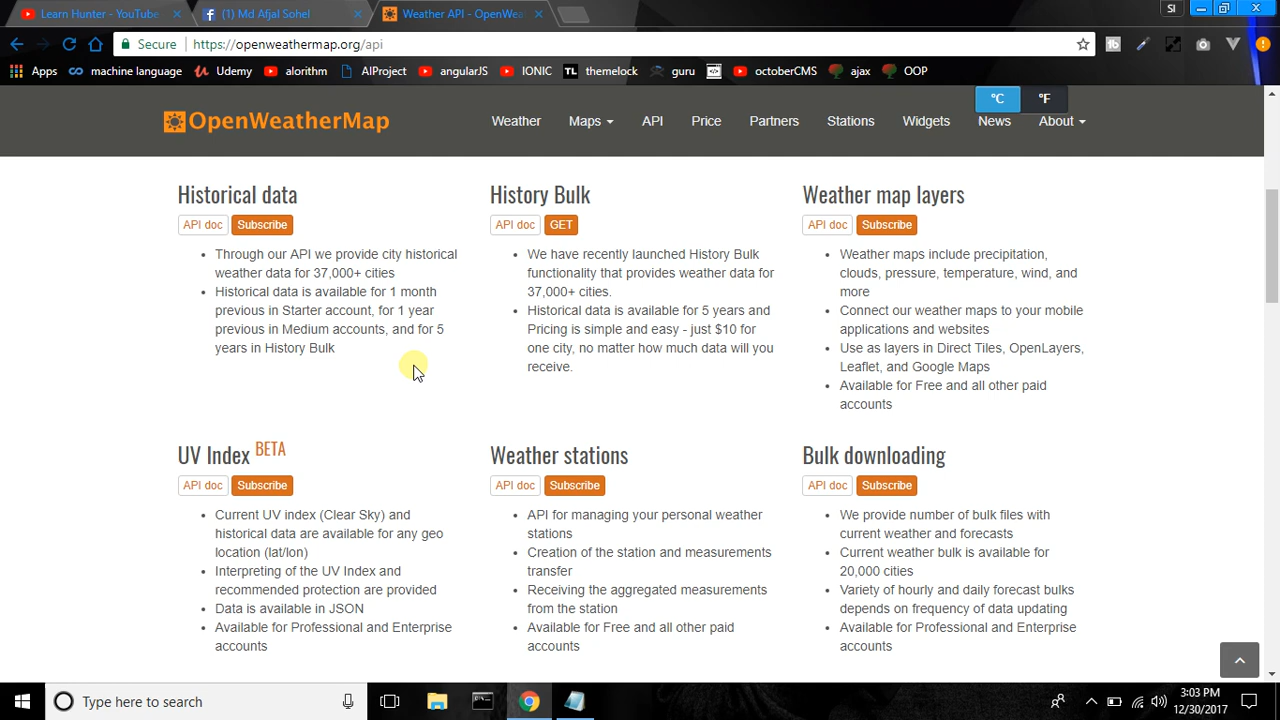 Learn Hunter - YouTube
(1) Md Afjal Sohel
Weather API - OpenWeat
SI
Secure
https://openweathermap.org/api
Apps
machine language
Udemy
alorithm
AIProject
angularJS
IONIC
TL themelock
guru
octoberCMS
ajax
OOP
°C
°F
OpenWeatherMap
Weather
Maps
API
Price
Partners
Stations
Widgets
News
About
Historical data
API doc
Subscribe
Through our API we provide city historical
weather data for 37,000+ cities
Historical data is available for 1 month
previous in Starter account, for 1 year
previous in Medium accounts, and for 5
years in History Bulk
History Bulk
API doc
GET
We have recently launched History Bulk
functionality that provides weather data for
37,000+ cities.
Historical data is available for 5 years and
Pricing is simple and easy - just $10 for
one city, no matter how much data will you
receive.
Weather map layers
API doc
Subscribe
Weather maps include precipitation,
clouds, pressure, temperature, wind, and
more
Connect our weather maps to your mobile
applications and websites
Use as layers in Direct Tiles, OpenLayers,
Leaflet, and Google Maps
Available for Free and all other paid
accounts
UV Index BETA
API doc
Subscribe
Current UV index (Clear Sky) and
historical data are available for any geo
location (lat/lon)
Interpreting of the UV Index and
recommended protection are provided
Data is available in JSON
Available for Professional and Enterprise
accounts
Weather stations
API doc
Subscribe
API for managing your personal weather
stations
Creation of the station and measurements
transfer
Receiving the aggregated measurements
from the station
Available for Free and all other paid
accounts
Bulk downloading
API doc
Subscribe
We provide number of bulk files with
current weather and forecasts
Current weather bulk is available for
20,000 cities
Variety of hourly and daily forecast bulks
depends on frequency of data updating
Available for Professional and Enterprise
accounts
Type here to search
3:03 PM
12/30/2017